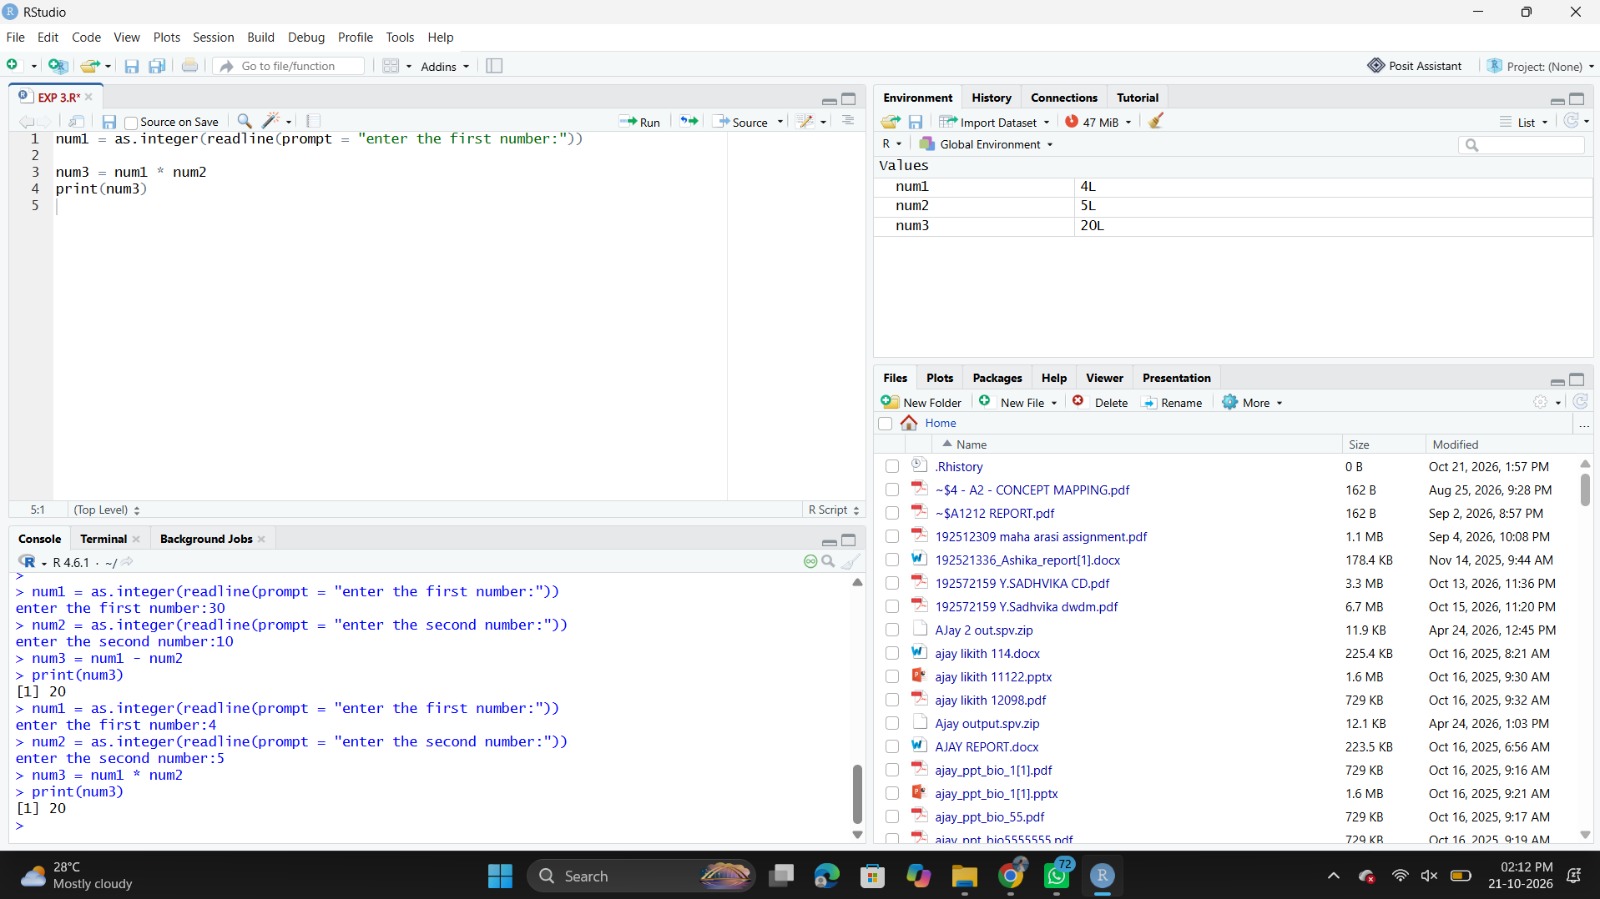 RStudio
File Edit Code View Plots Session Build Debug Profile Tools Help
Go to file/function Addins Posit Assistant Project: (None)
EXP 3.R*
Source on Save Run Source
1 num1 = as.integer(readline(prompt = "enter the first number:"))
2
3 num3 = num1 * num2
4 print(num3)
5
5:1 (Top Level) R Script
Console Terminal Background Jobs
R 4.6.1 · ~/
>
> num1 = as.integer(readline(prompt = "enter the first number:"))
enter the first number:30
> num2 = as.integer(readline(prompt = "enter the second number:"))
enter the second number:10
> num3 = num1 - num2
> print(num3)
[1] 20
> num1 = as.integer(readline(prompt = "enter the first number:"))
enter the first number:4
> num2 = as.integer(readline(prompt = "enter the second number:"))
enter the second number:5
> num3 = num1 * num2
> print(num3)
[1] 20
>
Environment History Connections Tutorial
Import Dataset 47 MiB List
R Global Environment
Values
num1 4L
num2 5L
num3 20L
Files Plots Packages Help Viewer Presentation
New Folder New File Delete Rename More
Home ...
Name Size Modified
.Rhistory 0 B Oct 21, 2026, 1:57 PM
~$4 - A2 - CONCEPT MAPPING.pdf 162 B Aug 25, 2026, 9:28 PM
~$A1212 REPORT.pdf 162 B Sep 2, 2026, 8:57 PM
192512309 maha arasi assignment.pdf 1.1 MB Sep 4, 2026, 10:08 PM
192521336_Ashika_report[1].docx 178.4 KB Nov 14, 2025, 9:44 AM
192572159 Y.SADHVIKA CD.pdf 3.3 MB Oct 13, 2026, 11:36 PM
192572159 Y.Sadhvika dwdm.pdf 6.7 MB Oct 15, 2026, 11:20 PM
AJay 2 out.spv.zip 11.9 KB Apr 24, 2026, 12:45 PM
ajay likith 114.docx 225.4 KB Oct 16, 2025, 8:21 AM
ajay likith 11122.pptx 1.6 MB Oct 16, 2025, 9:30 AM
ajay likith 12098.pdf 729 KB Oct 16, 2025, 9:32 AM
Ajay output.spv.zip 12.1 KB Apr 24, 2026, 1:03 PM
AJAY REPORT.docx 223.5 KB Oct 16, 2025, 6:56 AM
ajay_ppt_bio_1[1].pdf 729 KB Oct 16, 2025, 9:16 AM
ajay_ppt_bio_1[1].pptx 1.6 MB Oct 16, 2025, 9:21 AM
ajay_ppt_bio_55.pdf 729 KB Oct 16, 2025, 9:17 AM
ajay_ppt_bio5555555.pdf 729 KB Oct 16, 2025, 9:19 AM
28°C
Mostly cloudy
Search
72
02:12 PM
21-10-2026